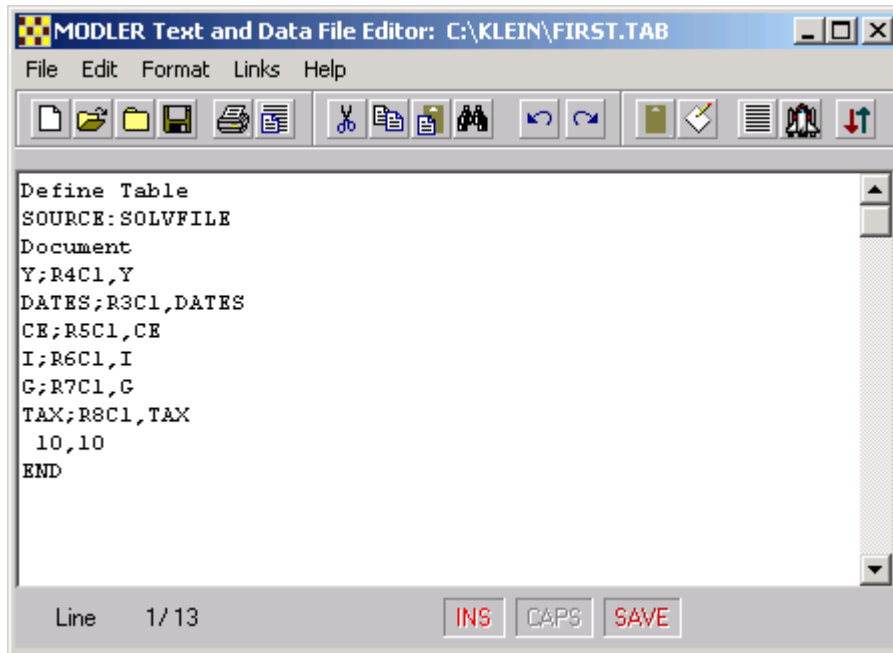 MODLER Text and Data File Editor: C:\KLEIN\FIRST.TAB
File Edit Format Links Help
Define Table
SOURCE:SOLVFILE
Document
Y;R4C1,Y
DATES;R3C1,DATES
CE;R5C1,CE
I;R6C1,I
G;R7C1,G
TAX;R8C1,TAX
 10,10
END
Line 1/13 INS CAPS SAVE